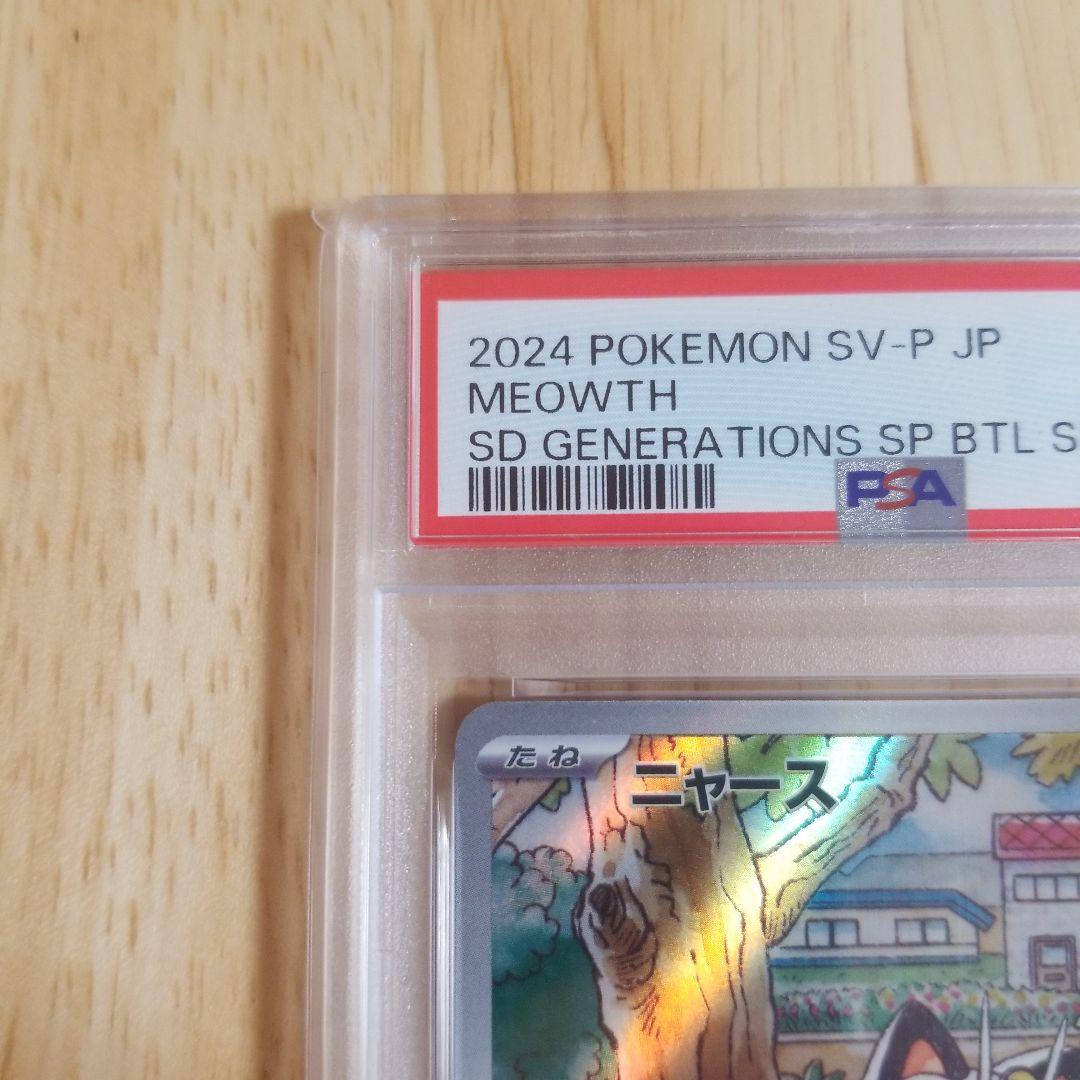 2024 POKEMON SV-P JP
MEOWTH
SD GENERATIONS SP BTL S
PSA
たね
ニャース